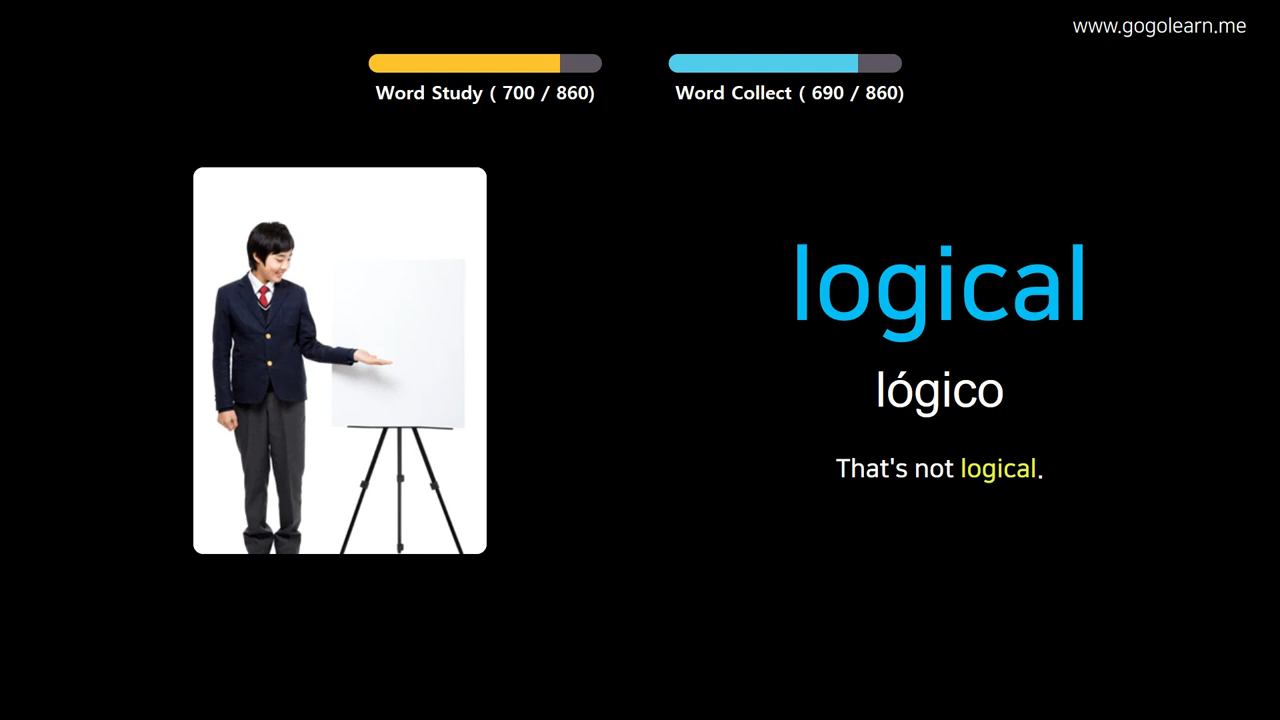 www.gogolearn.me
Word Study ( 700 / 860)
Word Collect ( 690 / 860)
logical
lógico
That's not logical.